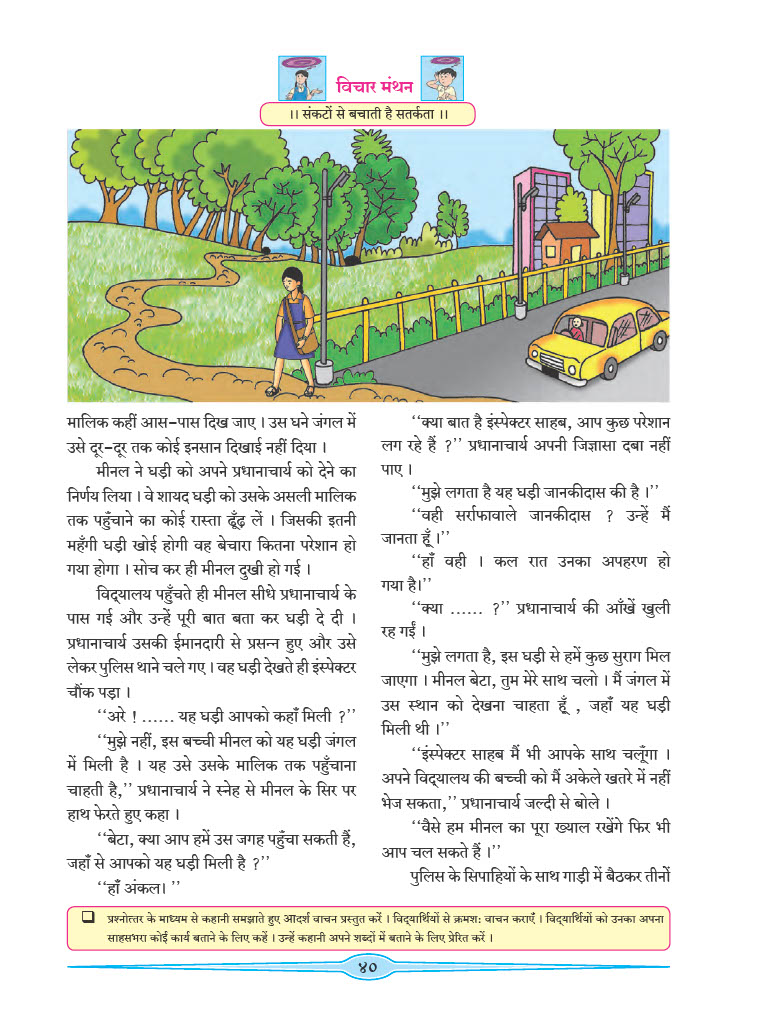 विचार मंथन
।। संकटों से बचाती है सतर्कता ।।
मालिक कहीं आस-पास दिख जाए । उस घने जंगल में
उसे दूर-दूर तक कोई इनसान दिखाई नहीं दिया ।
मीनल ने घड़ी को अपने प्रधानाचार्य को देने का
निर्णय लिया । वे शायद घड़ी को उसके असली मालिक
तक पहुँचाने का कोई रास्ता ढूँढ़ लें । जिसकी इतनी
महँगी घड़ी खोई होगी वह बेचारा कितना परेशान हो
गया होगा । सोच कर ही मीनल दुखी हो गई ।
विद्यालय पहुँचते ही मीनल सीधे प्रधानाचार्य के
पास गई और उन्हें पूरी बात बता कर घड़ी दे दी ।
प्रधानाचार्य उसकी ईमानदारी से प्रसन्न हुए और उसे
लेकर पुलिस थाने चले गए । वह घड़ी देखते ही इंस्पेक्टर
चौंक पड़ा ।
‘‘अरे ! ...... यह घड़ी आपको कहाँ मिली ?’’
‘‘मुझे नहीं, इस बच्ची मीनल को यह घड़ी जंगल
में मिली है । यह उसे उसके मालिक तक पहुँचाना
चाहती है,’’ प्रधानाचार्य ने स्नेह से मीनल के सिर पर
हाथ फेरते हुए कहा ।
‘‘बेटा, क्या आप हमें उस जगह पहुँचा सकती हैं,
जहाँ से आपको यह घड़ी मिली है ?’’
‘‘हाँ अंकल। ’’
‘‘क्या बात है इंस्पेक्टर साहब, आप कुछ परेशान
लग रहे हैं ?’’ प्रधानाचार्य अपनी जिज्ञासा दबा नहीं
पाए ।
‘‘मुझे लगता है यह घड़ी जानकीदास की है ।’’
‘‘वही सर्राफावाले जानकीदास ? उन्हें मैं
जानता हूँ ।’’
‘‘हाँ वही । कल रात उनका अपहरण हो
गया है।’’
‘‘क्या ...... ?’’ प्रधानाचार्य की आँखें खुली
रह गईं ।
‘‘मुझे लगता है, इस घड़ी से हमें कुछ सुराग मिल
जाएगा । मीनल बेटा, तुम मेरे साथ चलो । मैं जंगल में
उस स्थान को देखना चाहता हूँ , जहाँ यह घड़ी
मिली थी ।’’
‘‘इंस्पेक्टर साहब मैं भी आपके साथ चलूँगा ।
अपने विद्यालय की बच्ची को मैं अकेले खतरे में नहीं
भेज सकता,’’ प्रधानाचार्य जल्दी से बोले ।
‘‘वैसे हम मीनल का पूरा ख्याल रखेंगे फिर भी
आप चल सकते हैं ।’’
पुलिस के सिपाहियों के साथ गाड़ी में बैठकर तीनों
❑ प्रश्नोत्तर के माध्यम से कहानी समझाते हुए आदर्श वाचन प्रस्तुत करें । विद्यार्थियों से क्रमश: वाचन कराएँ । विद्यार्थियों को उनका अपना
साहसभरा कोई कार्य बताने के लिए कहें । उन्हें कहानी अपने शब्दों में बताने के लिए प्रेरित करें ।
४०